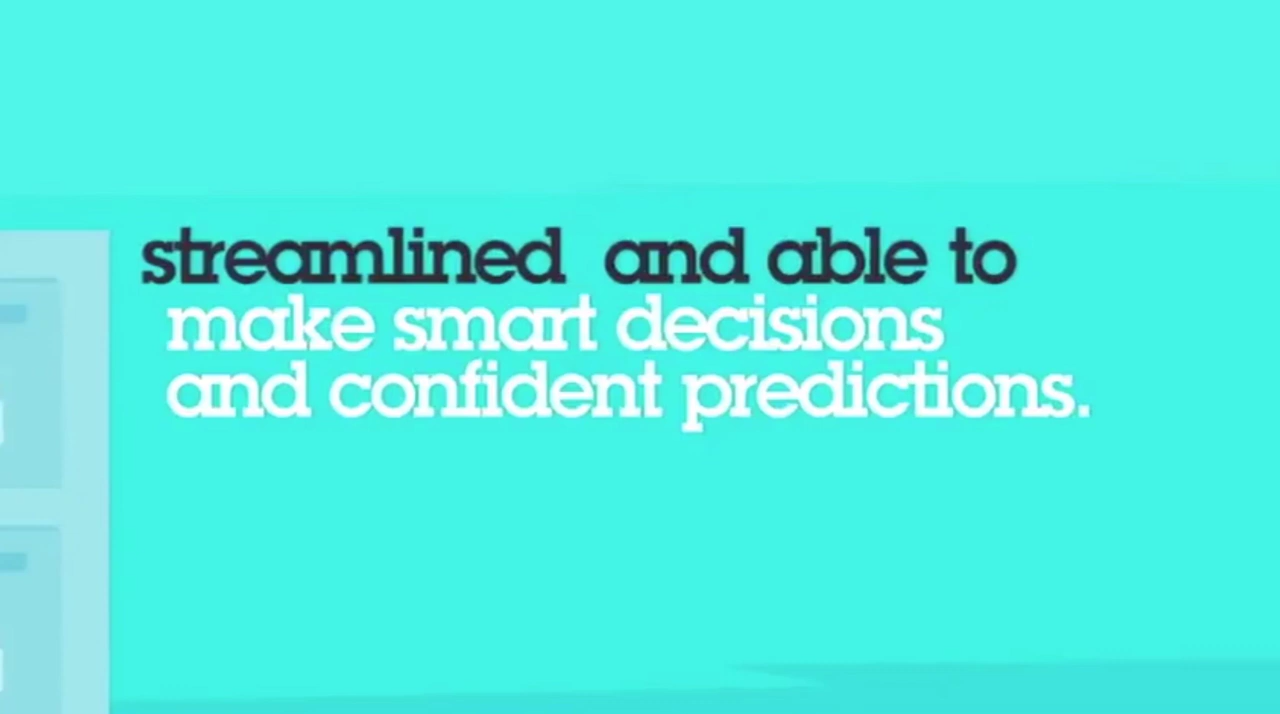 streamlined  and able to
make smart decisions
and confident predictions.